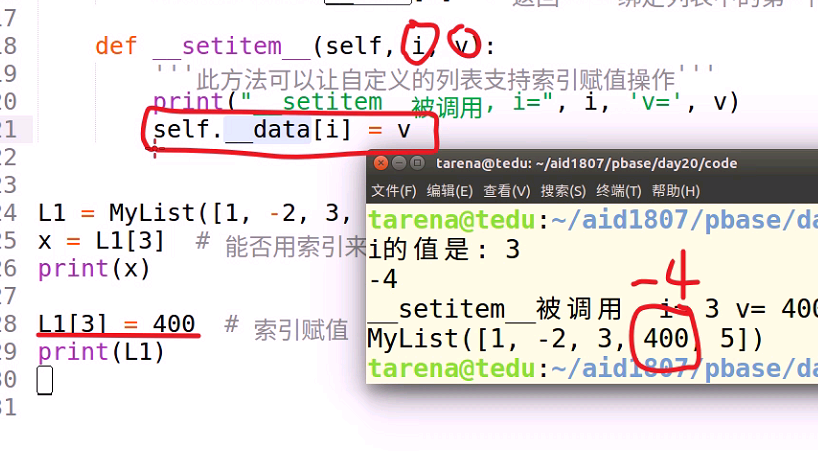 17
18 def __setitem__(self, i, v):
19 '''此方法可以让自定义的列表支持索引赋值操作'''
20 print("__setitem__被调用, i=", i, 'v=', v)
21 self.__data[i] = v
22
23
24 L1 = MyList([1, -2, 3,
25 x = L1[3] # 能否用索引来
26 print(x)
27
28 L1[3] = 400 # 索引赋值
29 print(L1)
30
31
tarena@tedu: ~/aid1807/pbase/day20/code
文件(F) 编辑(E) 查看(V) 搜索(S) 终端(T) 帮助(H)
tarena@tedu:~/aid1807/pbase/da
i的值是: 3
-4
-4
__setitem__被调用 i= 3 v= 400
MyList([1, -2, 3, 400, 5])
tarena@tedu:~/aid1807/pbase/da